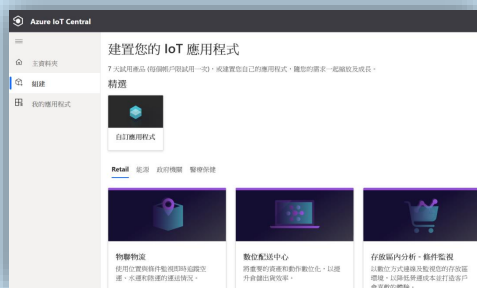 Azure IoT Central
建置您的 IoT 應用程式
主資料夾
7 天試用產品 (每個帳戶限試用一次)，或建置您自己的應用程式，隨您的需求一起縮放及成長。
組建
精選
我的應用程式
自訂應用程式
Retail 能源 政府機關 醫療保健
物聯物流
使用位置與條件監視即時追蹤空
運、水運和陸運的運送情況。
數位配送中心
將重要的資產和動作數位化，以提
升倉儲出貨效率。
存放區內分析 - 條件監視
以數位方式連線及監視您的存放區
環境，以降低營運成本並打造客戶
會喜歡的體驗。